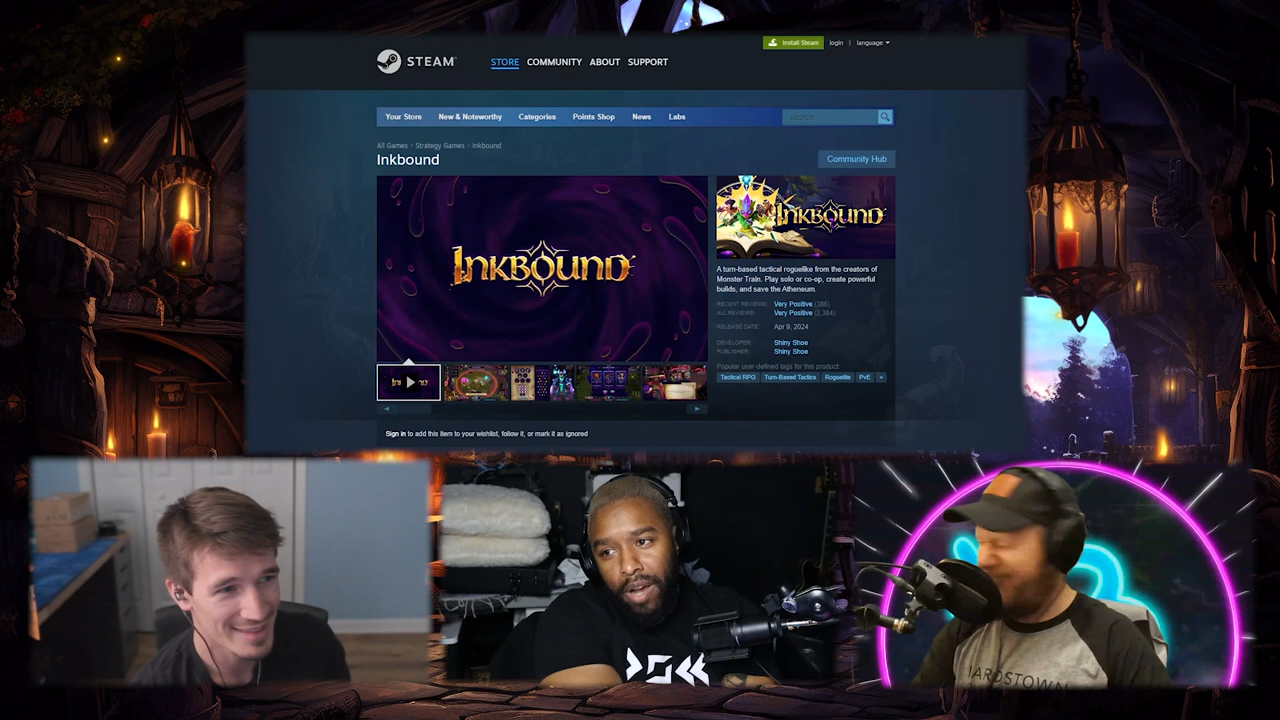 Install Steam login | language
STEAM
STORE COMMUNITY ABOUT SUPPORT
Your Store New & Noteworthy Categories Points Shop News Labs
search
All Games > Strategy Games > Inkbound
Inkbound
Community Hub
INKBOUND
INKBOUND
A turn-based tactical roguelike from the creators of
Monster Train. Play solo or co-op, create powerful
builds, and save the Atheneum.
RECENT REVIEWS: Very Positive (386)
ALL REVIEWS: Very Positive (2,384)
RELEASE DATE: Apr 9, 2024
DEVELOPER: Shiny Shoe
PUBLISHER: Shiny Shoe
Popular user-defined tags for this product:
Tactical RPG Turn-Based Tactics Roguelite PvE +
Sign in to add this item to your wishlist, follow it, or mark it as ignored